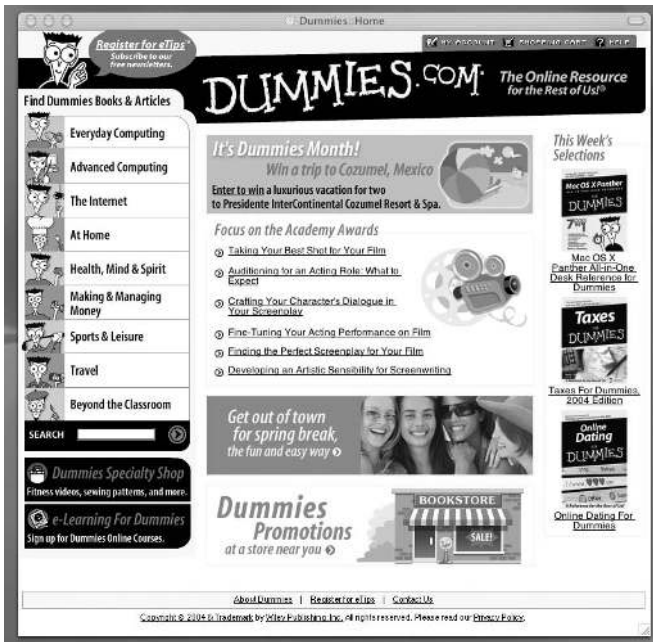 Dummies::Home
Register for eTips
Subscribe to our
free newsletters.
MY ACCOUNT SHOPPING CART HELP
DUMMIES.COM
The Online Resource
for the Rest of Us!®
Find Dummies Books & Articles
Everyday Computing
Advanced Computing
The Internet
At Home
Health, Mind & Spirit
Making & Managing
Money
Sports & Leisure
Travel
Beyond the Classroom
SEARCH
Dummies Specialty Shop
Fitness videos, sewing patterns, and more.
e-Learning For Dummies
Sign up for Dummies Online Courses.
It's Dummies Month!
Win a trip to Cozumel, Mexico
Enter to win a luxurious vacation for two
to Presidente InterContinental Cozumel Resort & Spa.
Focus on the Academy Awards
Taking Your Best Shot for Your Film
Auditioning for an Acting Role: What to
Expect
Crafting Your Character's Dialogue in
Your Screenplay
Fine-Tuning Your Acting Performance on Film
Finding the Perfect Screenplay for Your Film
Developing an Artistic Sensibility for Screenwriting
Get out of town
for spring break,
the fun and easy way
Dummies
Promotions
at a store near you
BOOKSTORE
SALE!
This Week's
Selections
Mac OS X Panther
DUMMIES
Mac OS X
Panther All-in-One
Desk Reference for
Dummies
Taxes
DUMMIES
Taxes For Dummies,
2004 Edition
Online
Dating
DUMMIES
Online Dating For
Dummies
About Dummies | Register for eTips | Contact Us
Copyright © 2004 & Trademark by Wiley Publishing, Inc. All rights reserved. Please read our Privacy Policy.